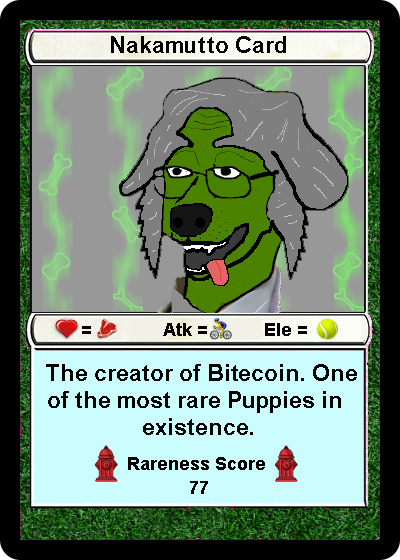 Nakamutto Card
= Atk = Ele =
The creator of Bitecoin. One
of the most rare Puppies in
existence.
Rareness Score
77